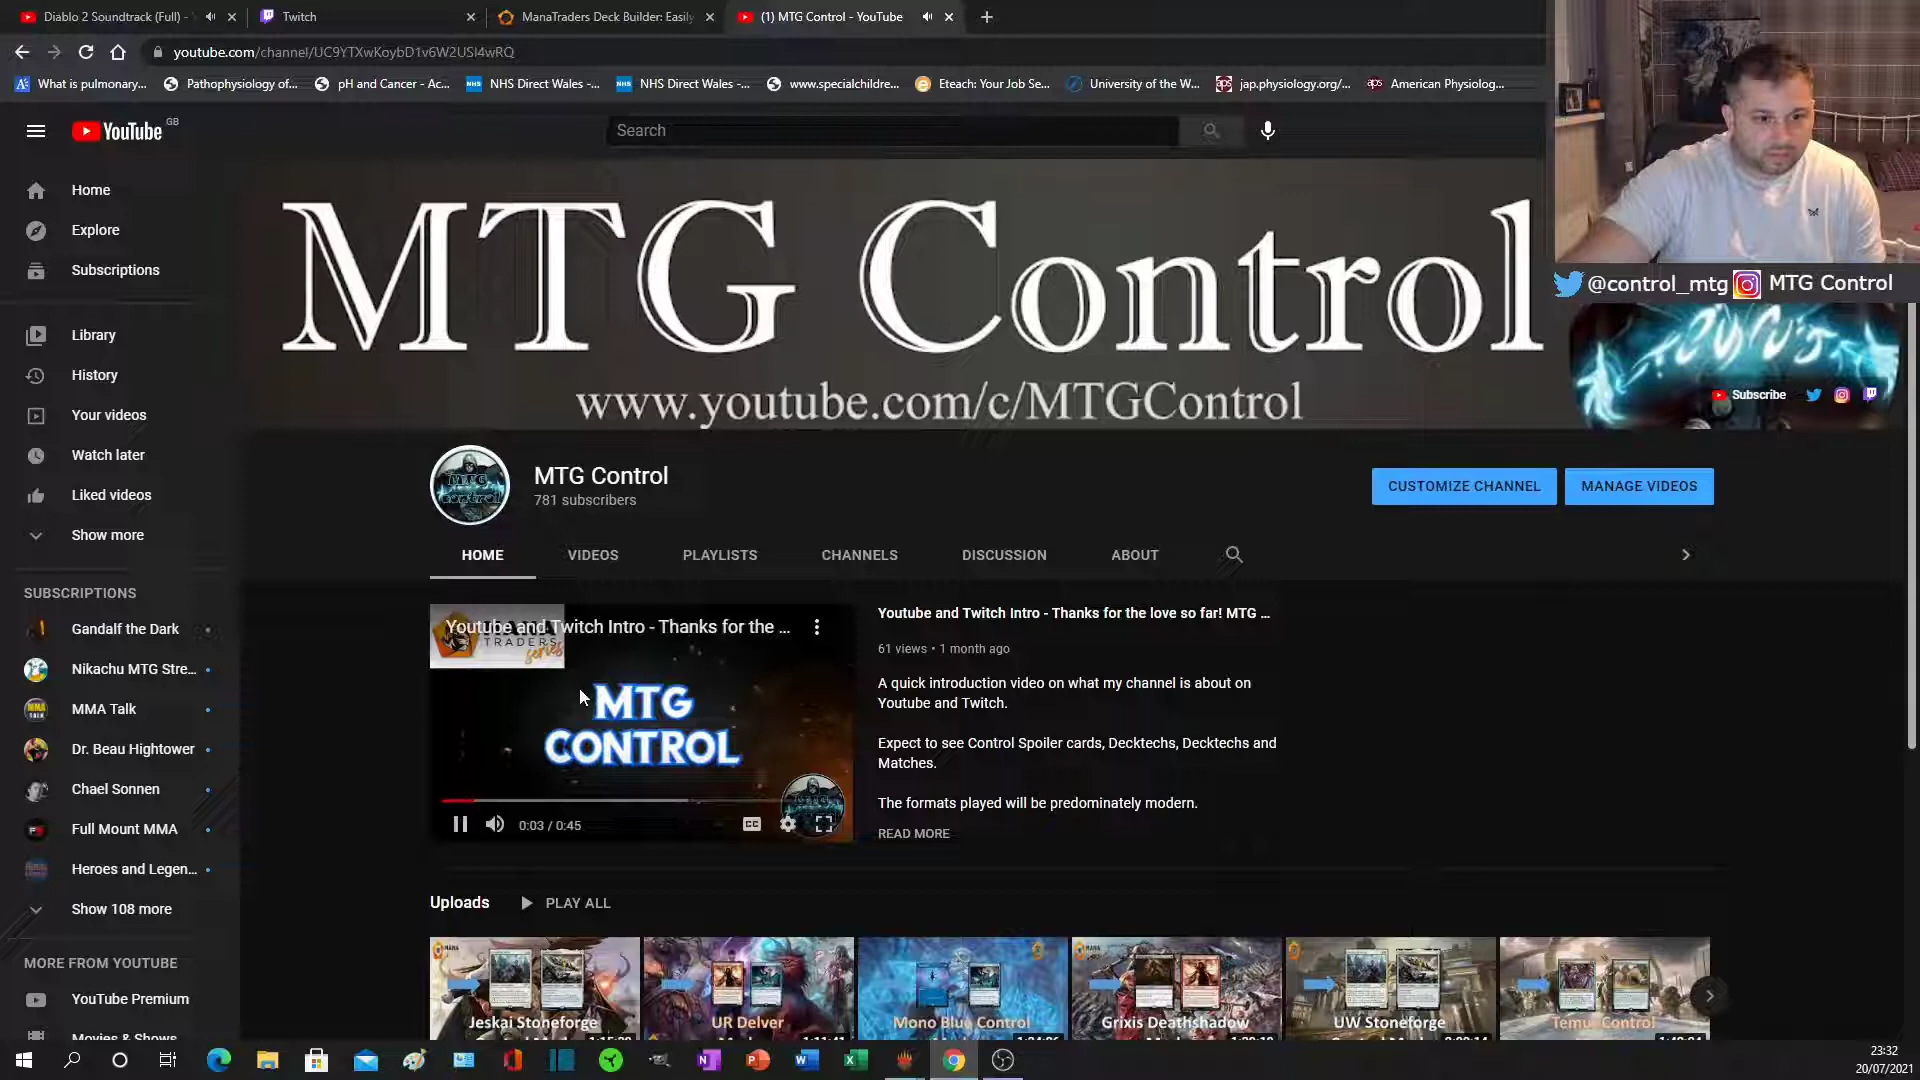 Diablo 2 Soundtrack (Full) -
Twitch
ManaTraders Deck Builder: Easily
(1) MTG Control - YouTube
youtube.com/channel/UC9YTXwKoybD1v6W2USl4wRQ
What is pulmonary...
Pathophysiology of...
pH and Cancer - Ac...
NHS Direct Wales -...
NHS Direct Wales -...
www.specialchildre...
Eteach: Your Job Se...
University of the W...
jap.physiology.org/...
American Physiolog...
YouTube GB
Search
MTG Control
www.youtube.com/c/MTGControl
@control_mtg
MTG Control
Subscribe
Home
Explore
Subscriptions
Library
History
Your videos
Watch later
Liked videos
Show more
SUBSCRIPTIONS
Gandalf the Dark
Nikachu MTG Stre...
MMA Talk
Dr. Beau Hightower
Chael Sonnen
Full Mount MMA
Heroes and Legen...
Show 108 more
MORE FROM YOUTUBE
YouTube Premium
Movies & Shows
MTG Control
781 subscribers
CUSTOMIZE CHANNEL
MANAGE VIDEOS
HOME
VIDEOS
PLAYLISTS
CHANNELS
DISCUSSION
ABOUT
Youtube and Twitch Intro - Thanks for the ...
TRADERS
series
MTG
CONTROL
0:03 / 0:45
CC
Youtube and Twitch Intro - Thanks for the love so far! MTG ...
61 views • 1 month ago
A quick introduction video on what my channel is about on
Youtube and Twitch.
Expect to see Control Spoiler cards, Decktechs, Decktechs and
Matches.
The formats played will be predominately modern.
READ MORE
Uploads
PLAY ALL
Jeskai Stoneforge
UR Delver
Mono Blue Control
Grixis Deathshadow
UW Stoneforge
Temur Control
23:32
20/07/2021